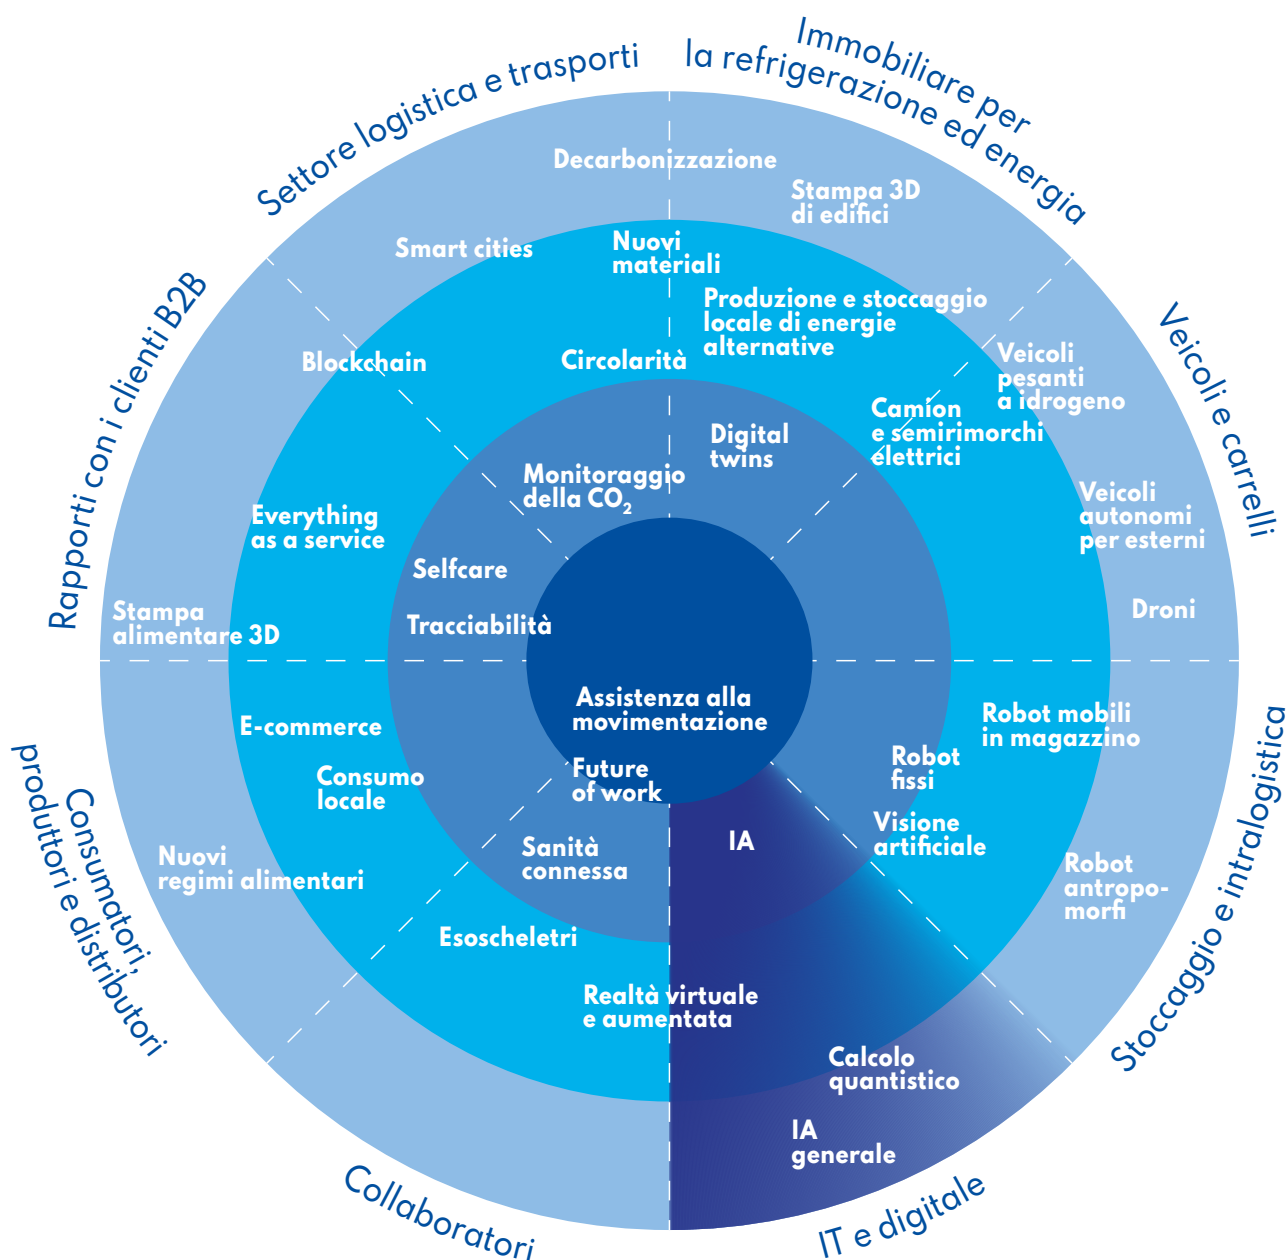 Settore logistica e trasporti
Immobiliare per
la refrigerazione ed energia
Veicoli e carrelli
Stoccaggio e intralogistica
IT e digitale
Collaboratori
Consumatori,
produttori e distributori
Rapporti con i clienti B2B
Decarbonizzazione
Stampa 3D
di edifici
Smart cities
Nuovi
materiali
Produzione e stoccaggio
locale di energie
alternative
Blockchain
Circolarità
Veicoli
pesanti
a idrogeno
Camion
e semirimorchi
elettrici
Digital
twins
Monitoraggio
della CO₂
Everything
as a service
Veicoli
autonomi
per esterni
Selfcare
Stampa
alimentare 3D
Tracciabilità
Droni
Assistenza alla
movimentazione
E-commerce
Robot mobili
in magazzino
Consumo
locale
Future
of work
Robot
fissi
Nuovi
regimi alimentari
Sanità
connessa
IA
Visione
artificiale
Robot
antropo-
morfi
Esoscheletri
Realtà virtuale
e aumentata
Calcolo
quantistico
IA
generale